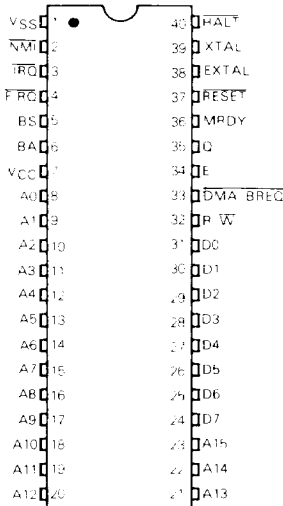 VSS 1 40 HALT
NMI 2 39 XTAL
IRQ 3 38 EXTAL
FIRQ 4 37 RESET
BS 5 36 MRDY
BA 6 35 Q
VCC 7 34 E
A0 8 33 DMA BREQ
A1 9 32 R W
A2 10 31 D0
A3 11 30 D1
A4 12 29 D2
A5 13 28 D3
A6 14 27 D4
A7 15 26 D5
A8 16 25 D6
A9 17 24 D7
A10 18 23 A15
A11 19 22 A14
A12 20 21 A13